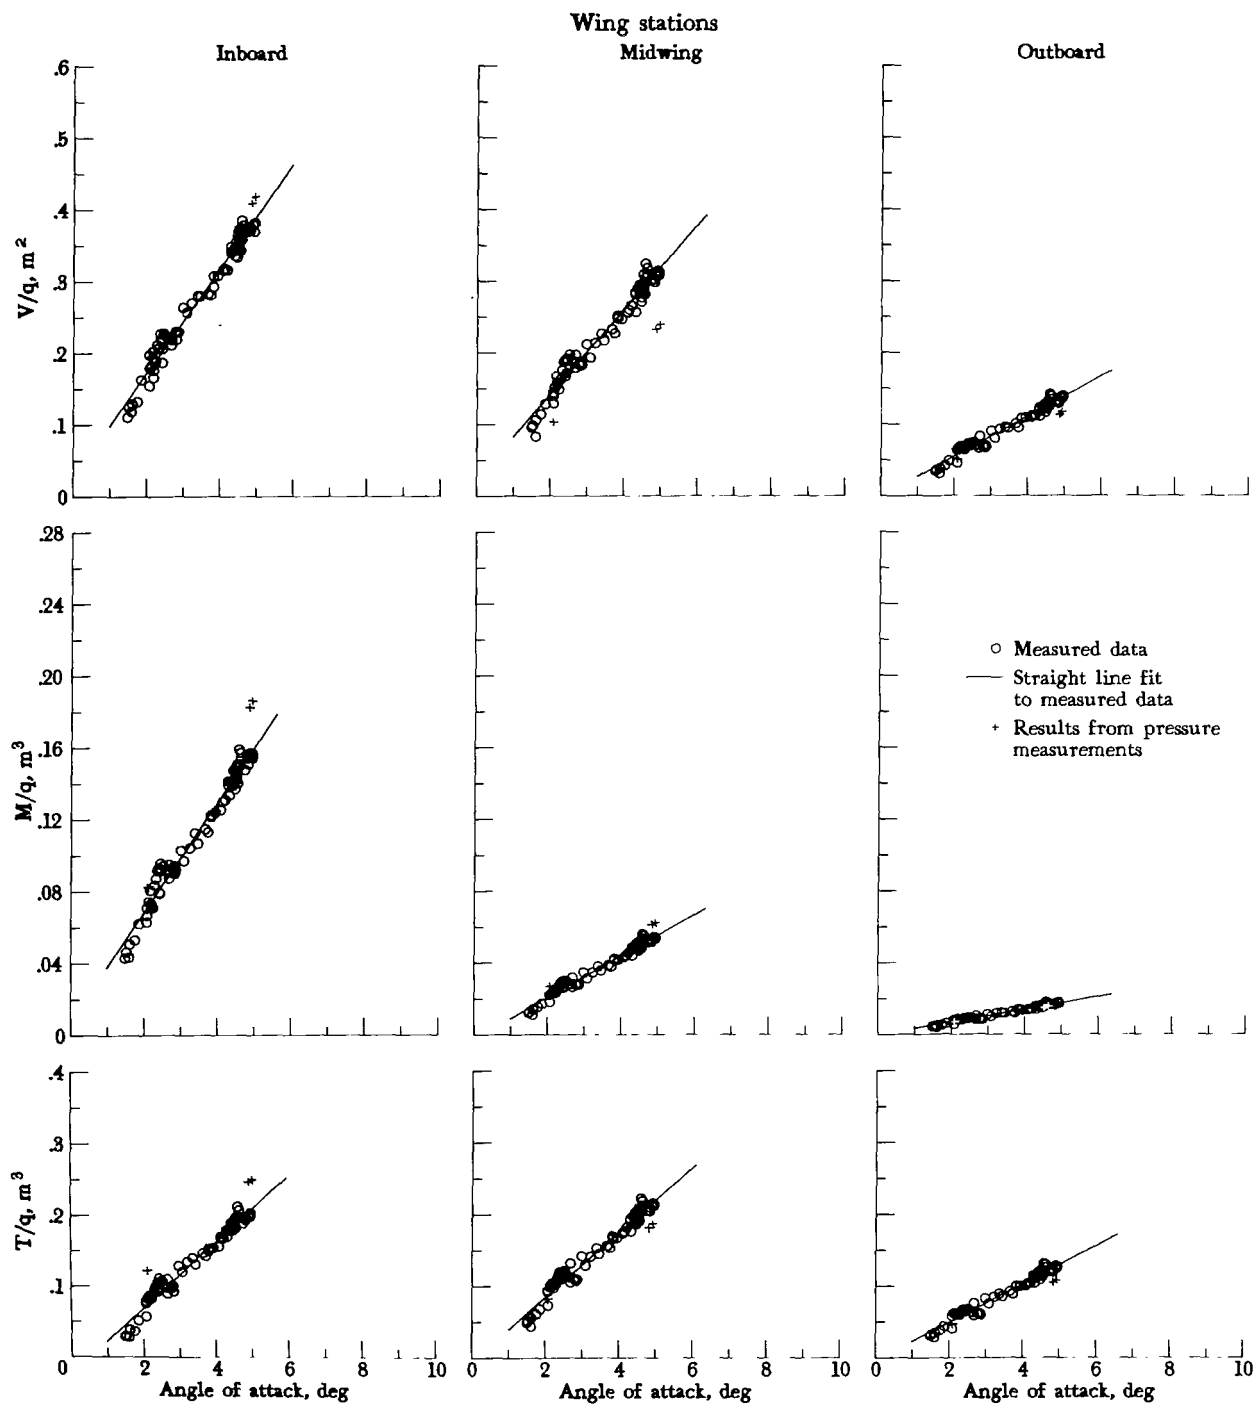 Wing stations
Inboard Midwing Outboard
.6
.5
.4
.3
.2
.1
0
V/q, m²
.28
.24
.20
.16
.12
.08
.04
0
M/q, m³
○ Measured data
— Straight line fit
to measured data
+ Results from pressure
measurements
.4
.3
.2
.1
0
T/q, m³
2 4 6 8 10
0 2 4 6 8 10
0 2 4 6 8 10
Angle of attack, deg Angle of attack, deg Angle of attack, deg